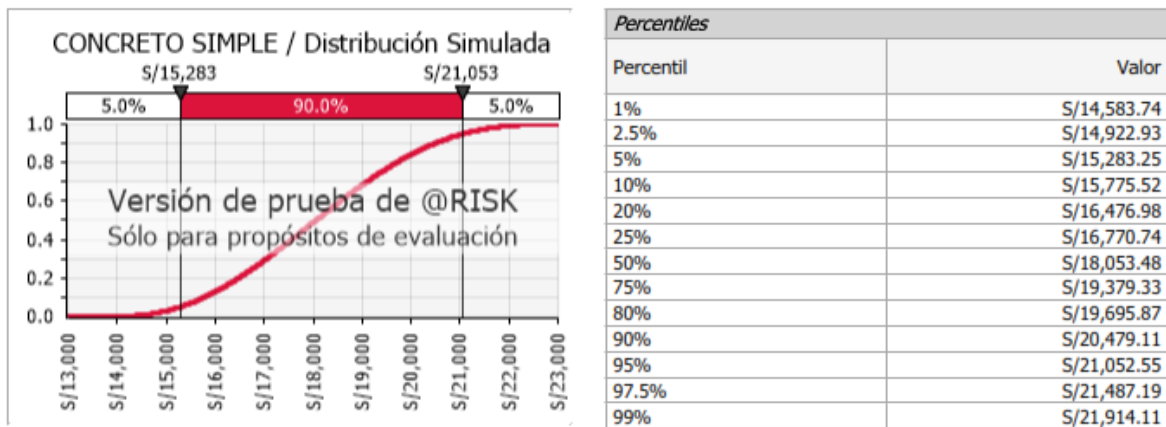 CONCRETO SIMPLE / Distribución Simulada
S/15,283 S/21,053
5.0% 90.0% 5.0%
1.0
0.8
0.6
0.4
0.2
0.0
Versión de prueba de @RISK
Sólo para propósitos de evaluación
S/13,000 S/14,000 S/15,000 S/16,000 S/17,000 S/18,000 S/19,000 S/20,000 S/21,000 S/22,000 S/23,000
Percentiles
Percentil Valor
1% S/14,583.74
2.5% S/14,922.93
5% S/15,283.25
10% S/15,775.52
20% S/16,476.98
25% S/16,770.74
50% S/18,053.48
75% S/19,379.33
80% S/19,695.87
90% S/20,479.11
95% S/21,052.55
97.5% S/21,487.19
99% S/21,914.11